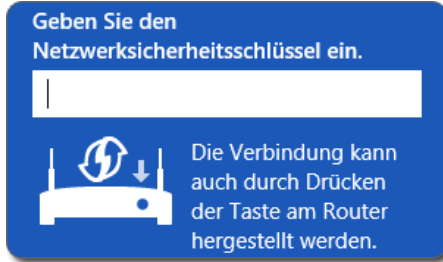 Geben Sie den
Netzwerksicherheitsschlüssel ein.
Die Verbindung kann
auch durch Drücken
der Taste am Router
hergestellt werden.